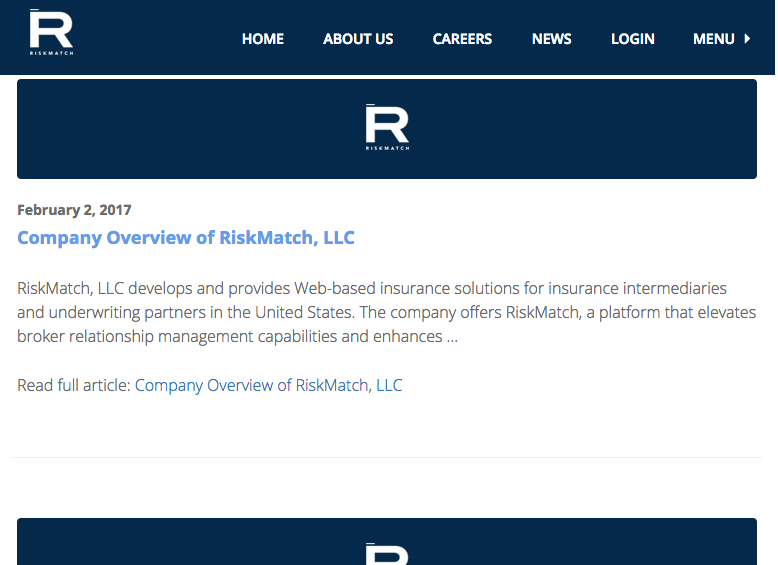 RISKMATCH
HOME ABOUT US CAREERS NEWS LOGIN MENU
RISKMATCH
February 2, 2017
Company Overview of RiskMatch, LLC
RiskMatch, LLC develops and provides Web-based insurance solutions for insurance intermediaries
and underwriting partners in the United States. The company offers RiskMatch, a platform that elevates
broker relationship management capabilities and enhances ...
Read full article: Company Overview of RiskMatch, LLC